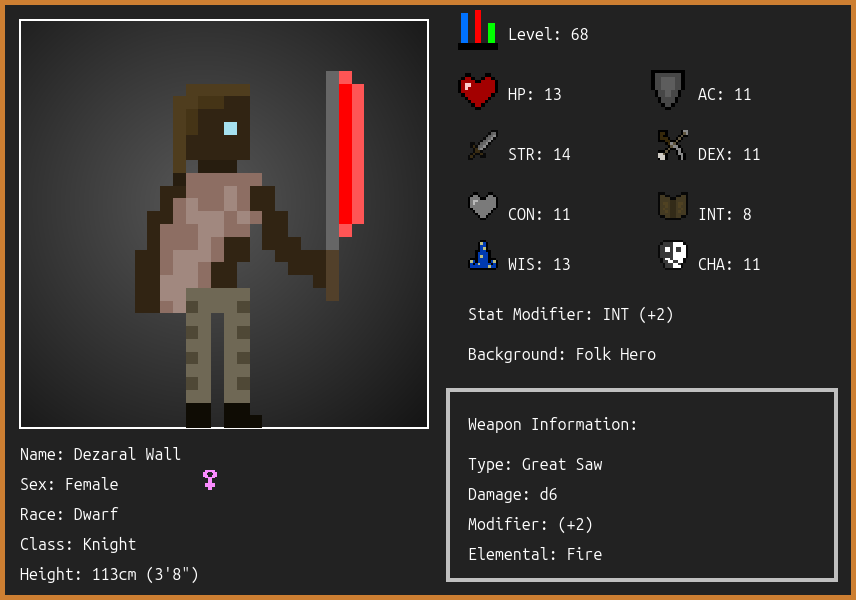 Level: 68
HP: 13
AC: 11
STR: 14
DEX: 11
CON: 11
INT: 8
WIS: 13
CHA: 11
Stat Modifier: INT (+2)
Background: Folk Hero
Weapon Information:
Type: Great Saw
Damage: d6
Modifier: (+2)
Elemental: Fire
Name: Dezaral Wall
Sex: Female
Race: Dwarf
Class: Knight
Height: 113cm (3'8")